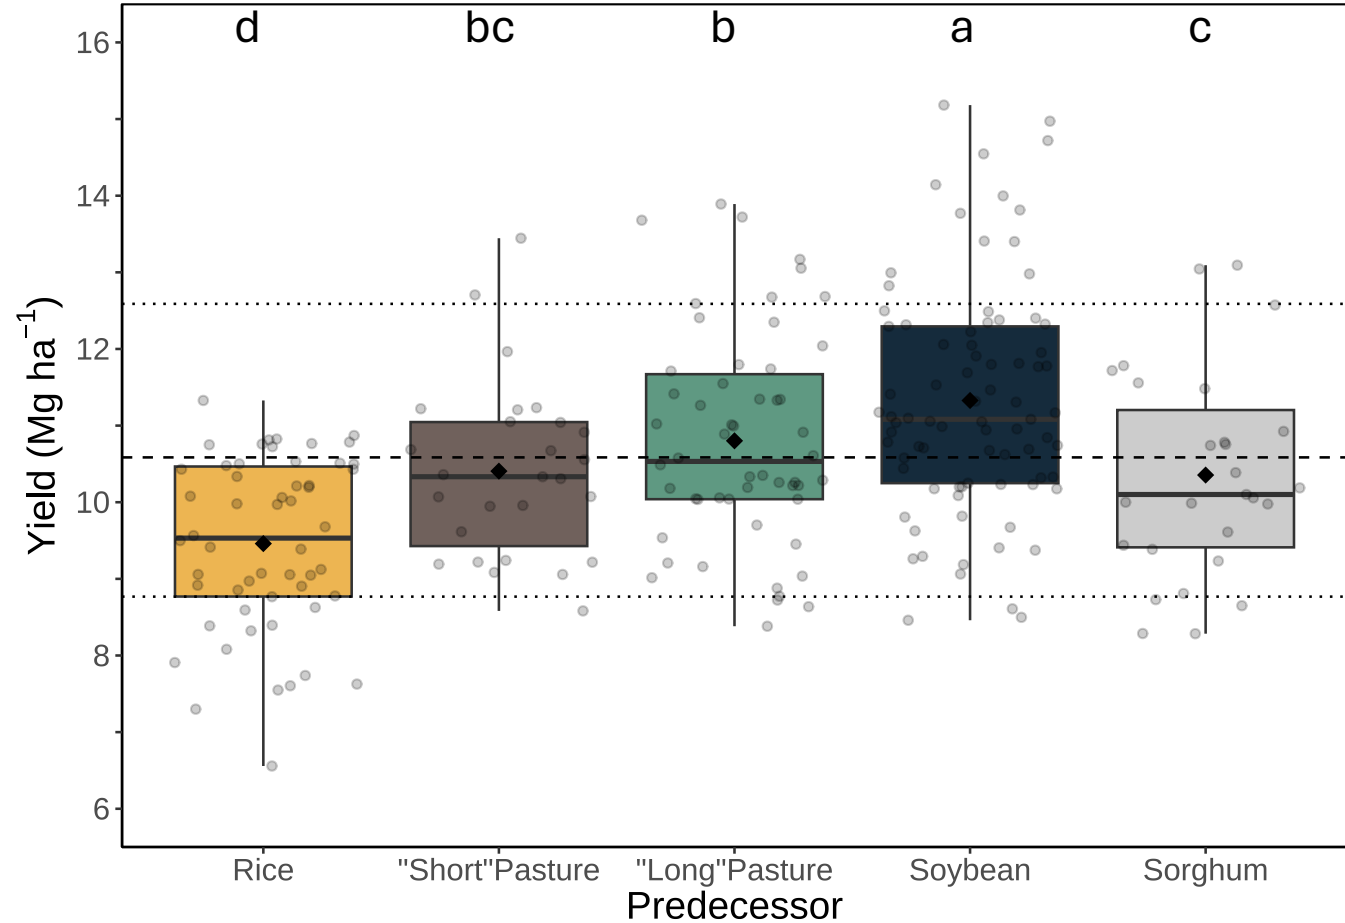 d bc b a c
16
14
12
10
8
6
Yield (Mg ha⁻¹)
Rice "Short"Pasture "Long"Pasture Soybean Sorghum
Predecessor